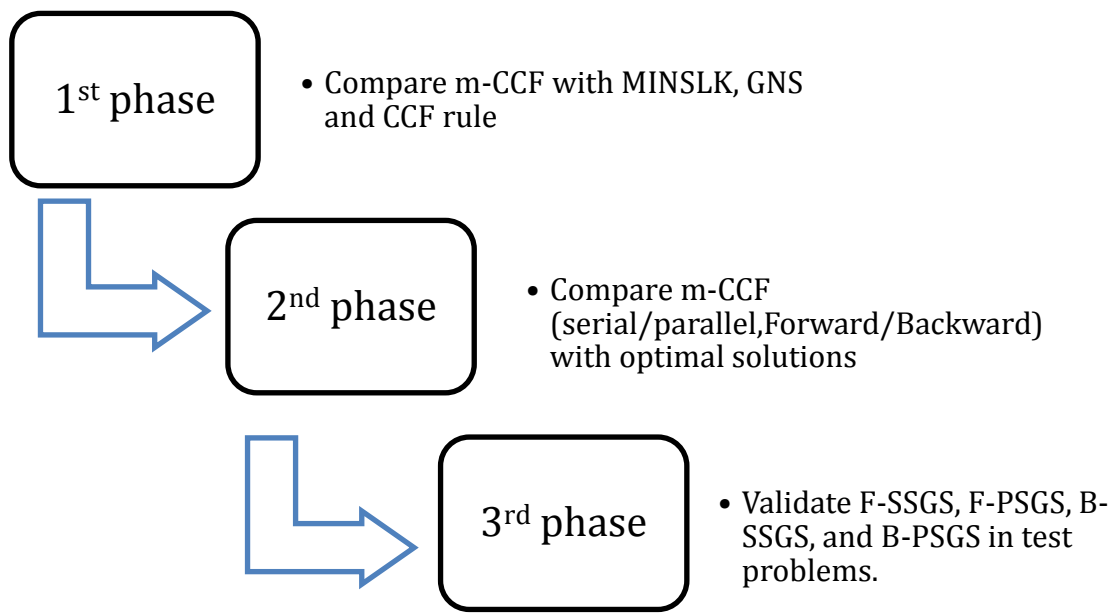 1st phase
• Compare m-CCF with MINSLK, GNS
and CCF rule
2nd phase
• Compare m-CCF
(serial/parallel,Forward/Backward)
with optimal solutions
3rd phase
• Validate F-SSGS, F-PSGS, B-
SSGS, and B-PSGS in test
problems.